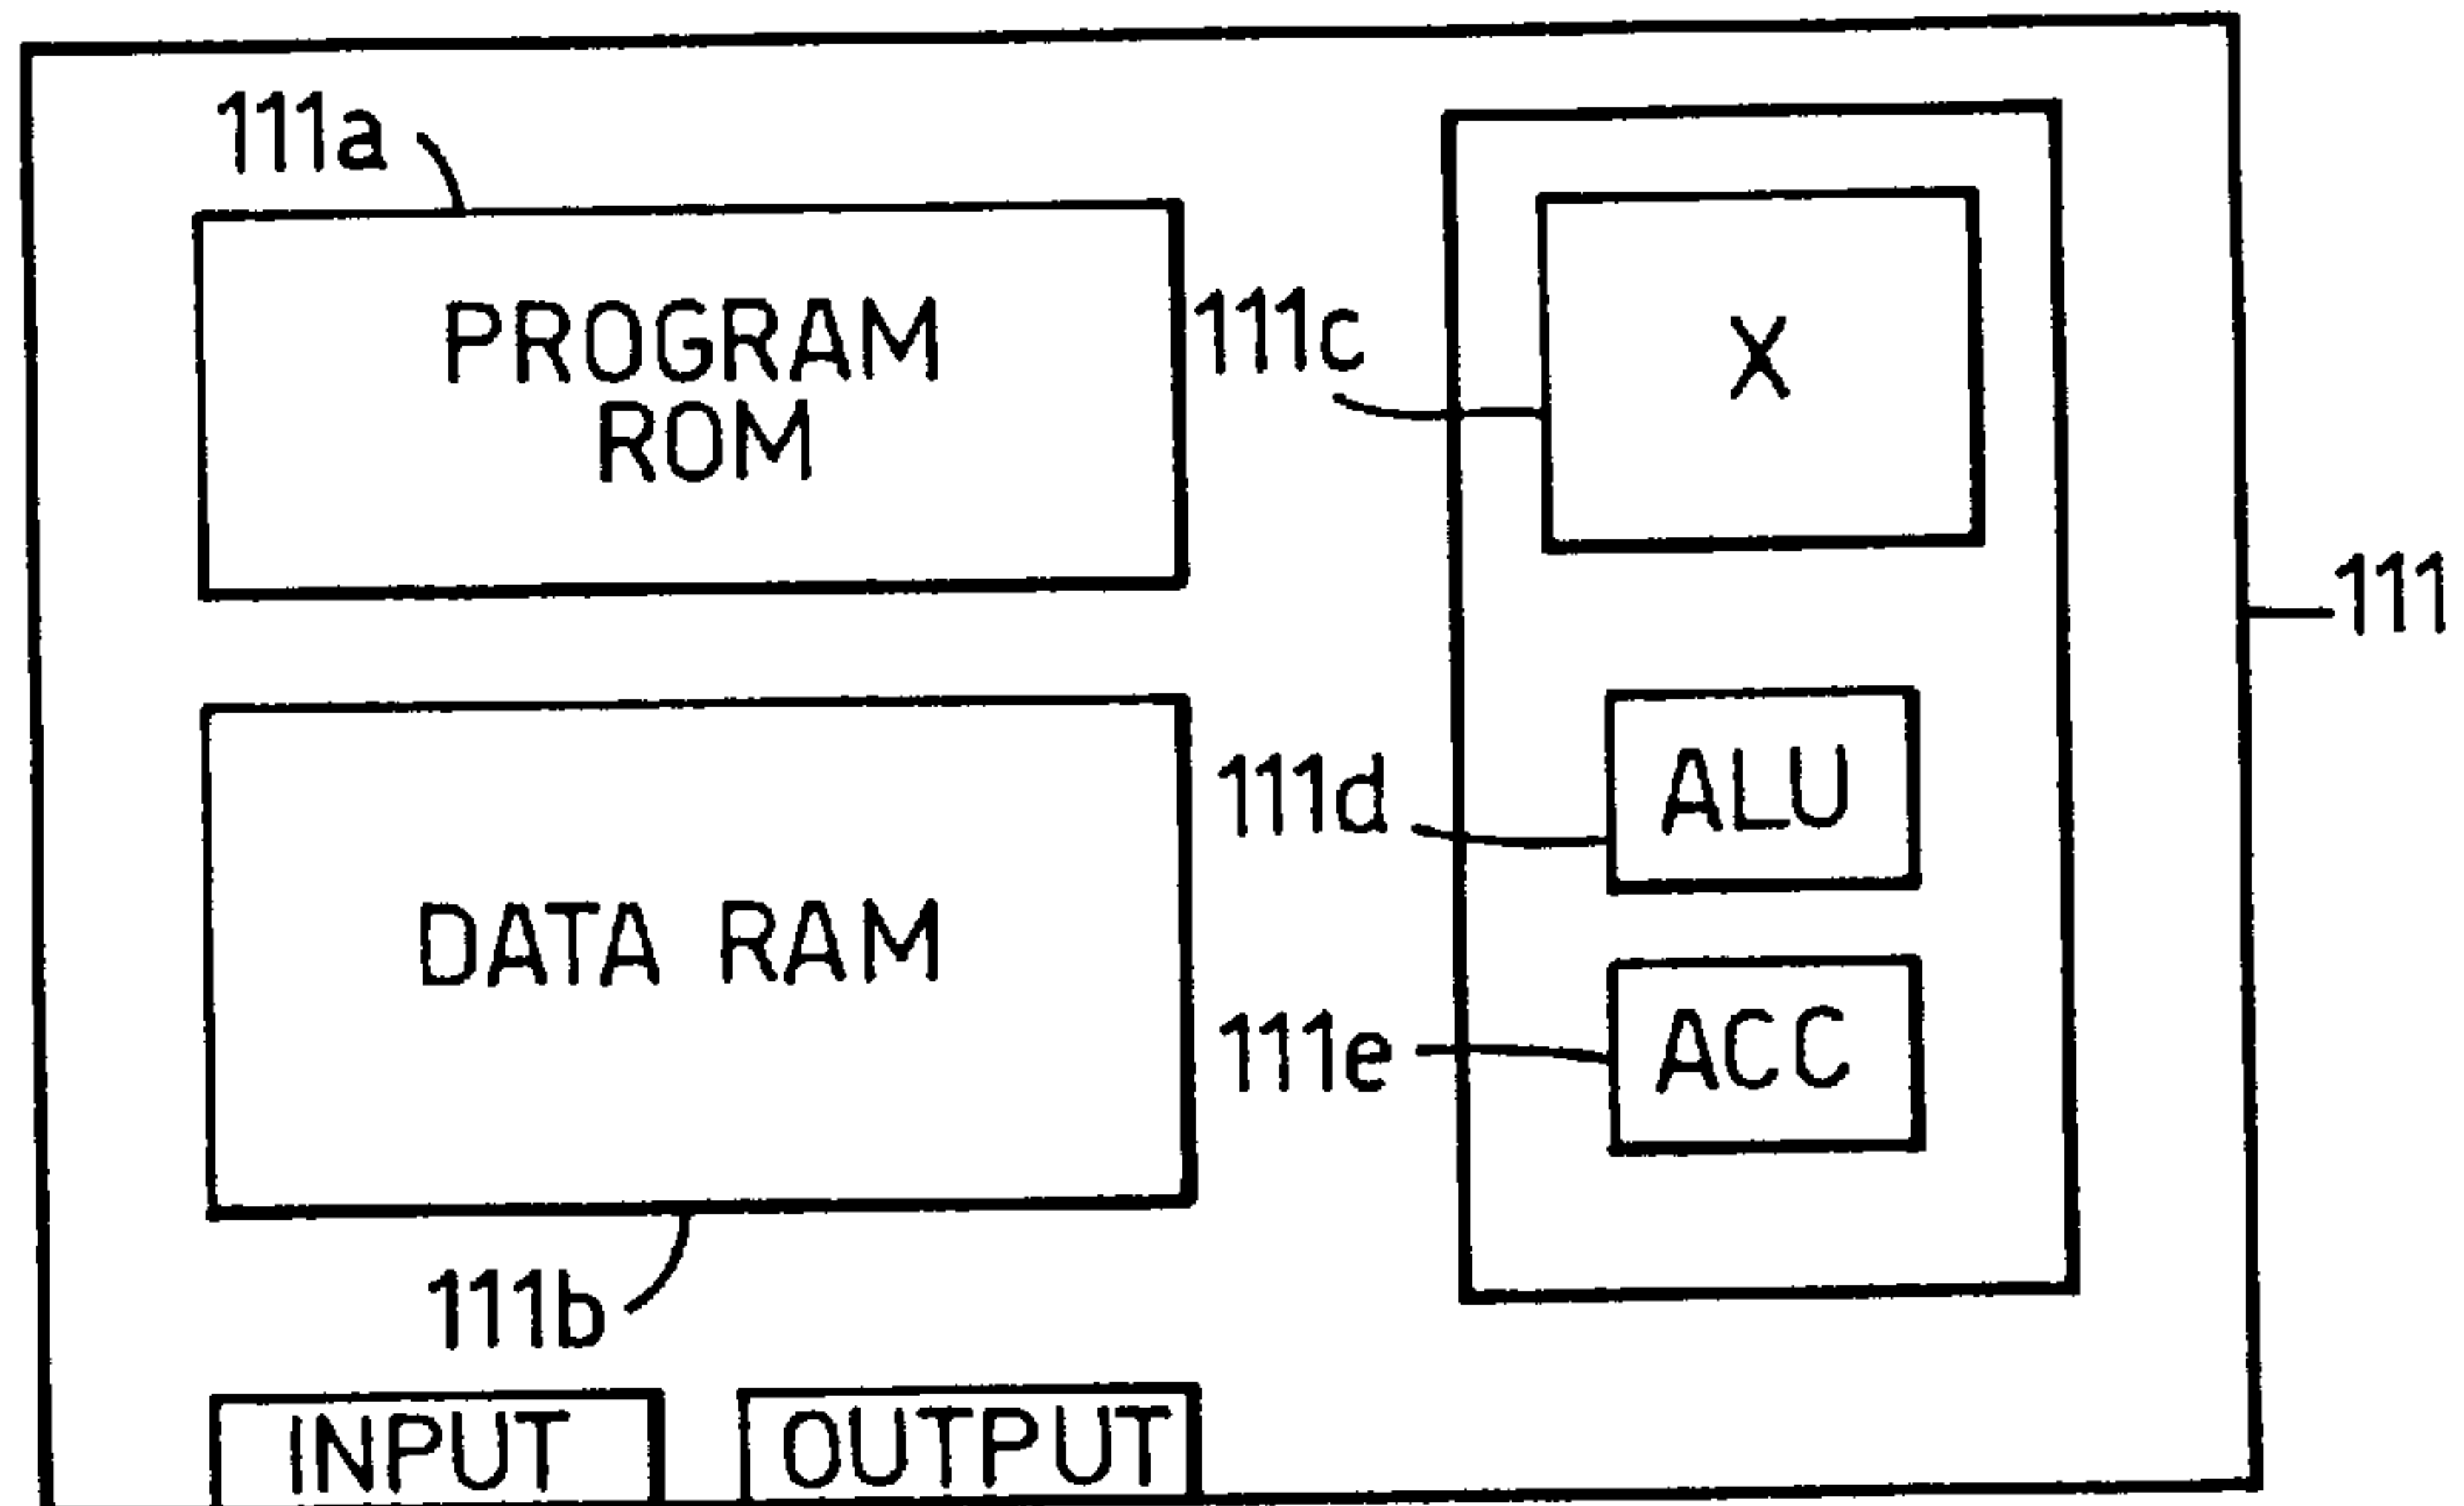 111a
PROGRAM
ROM
111c
X
111
DATA RAM
111d
ALU
111e
ACC
111b
INPUT
OUTPUT